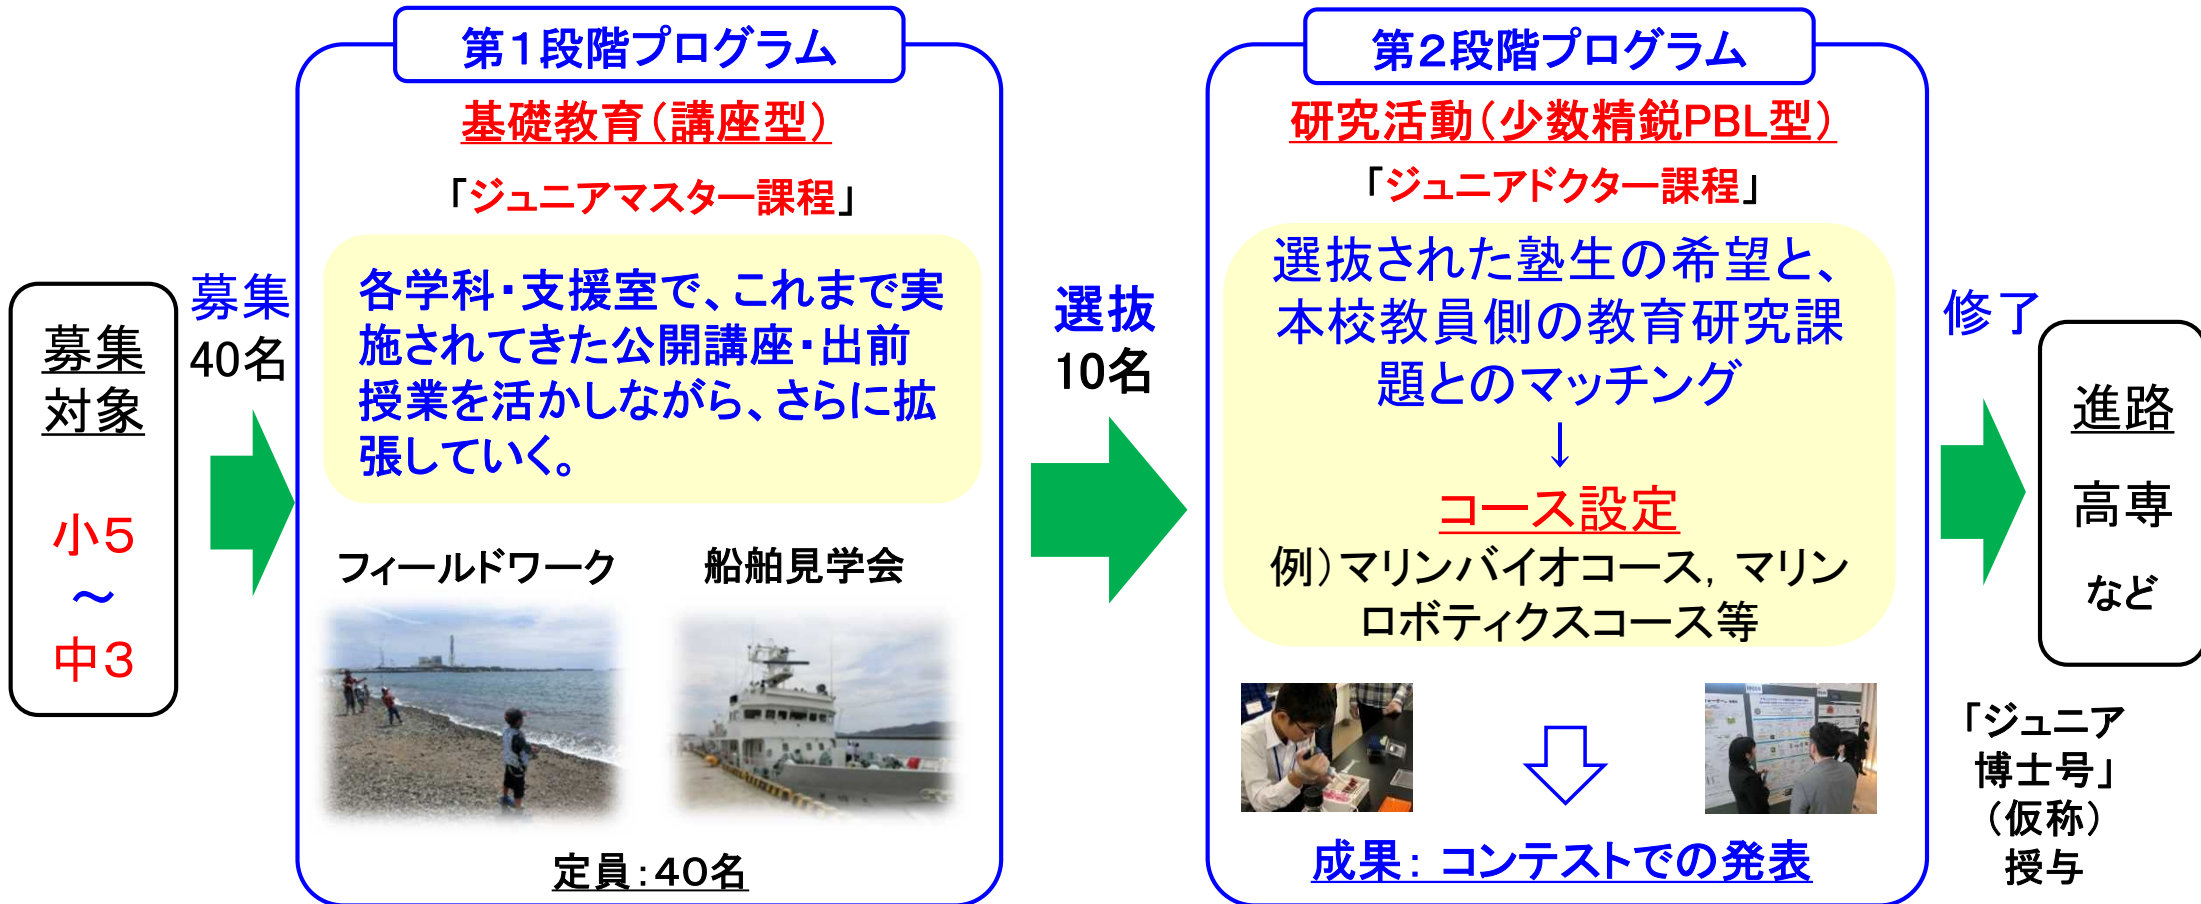 募集
対象
小5
～
中3
募集
40名
第1段階プログラム
基礎教育（講座型）
「ジュニアマスター課程」
各学科・支援室で、これまで実
施されてきた公開講座・出前
授業を活かしながら、さらに拡
張していく。
フィールドワーク
船舶見学会
定員：40名
選抜
10名
第2段階プログラム
研究活動（少数精鋭PBL型）
「ジュニアドクター課程」
選抜された塾生の希望と、
本校教員側の教育研究課
題とのマッチング
↓
コース設定
例）マリンバイオコース，マリン
ロボティクスコース等
成果：コンテストでの発表
修了
進路
高専
など
「ジュニア
博士号」
（仮称）
授与